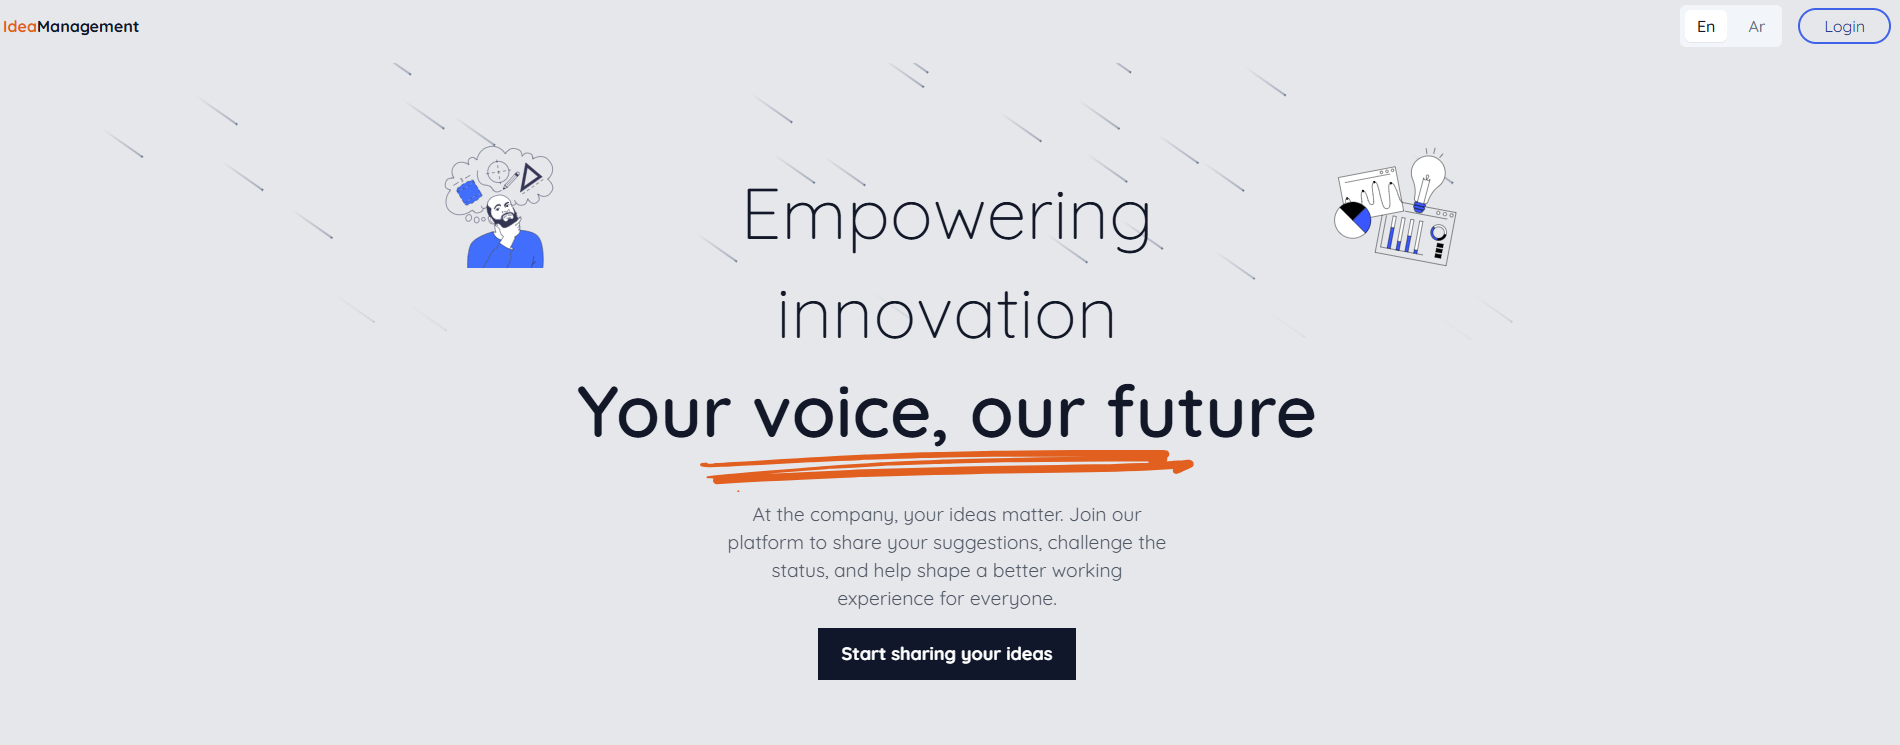 IdeaManagement
En
Ar
Login
Empowering
innovation
Your voice, our future
At the company, your ideas matter. Join our
platform to share your suggestions, challenge the
status, and help shape a better working
experience for everyone.
Start sharing your ideas